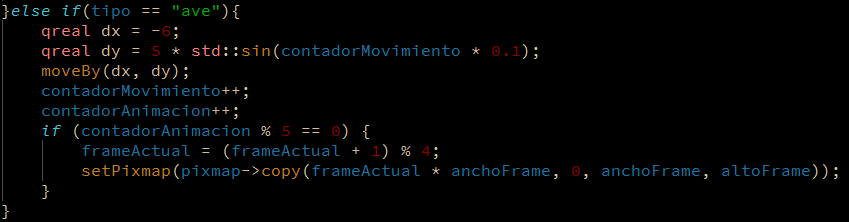 }else if(tipo == "ave"){
    qreal dx = -6;
    qreal dy = 5 * std::sin(contadorMovimiento * 0.1);
    moveBy(dx, dy);
    contadorMovimiento++;
    contadorAnimacion++;
    if (contadorAnimacion % 5 == 0) {
        frameActual = (frameActual + 1) % 4;
        setPixmap(pixmap->copy(frameActual * anchoFrame, 0, anchoFrame, altoFrame));
    }
}